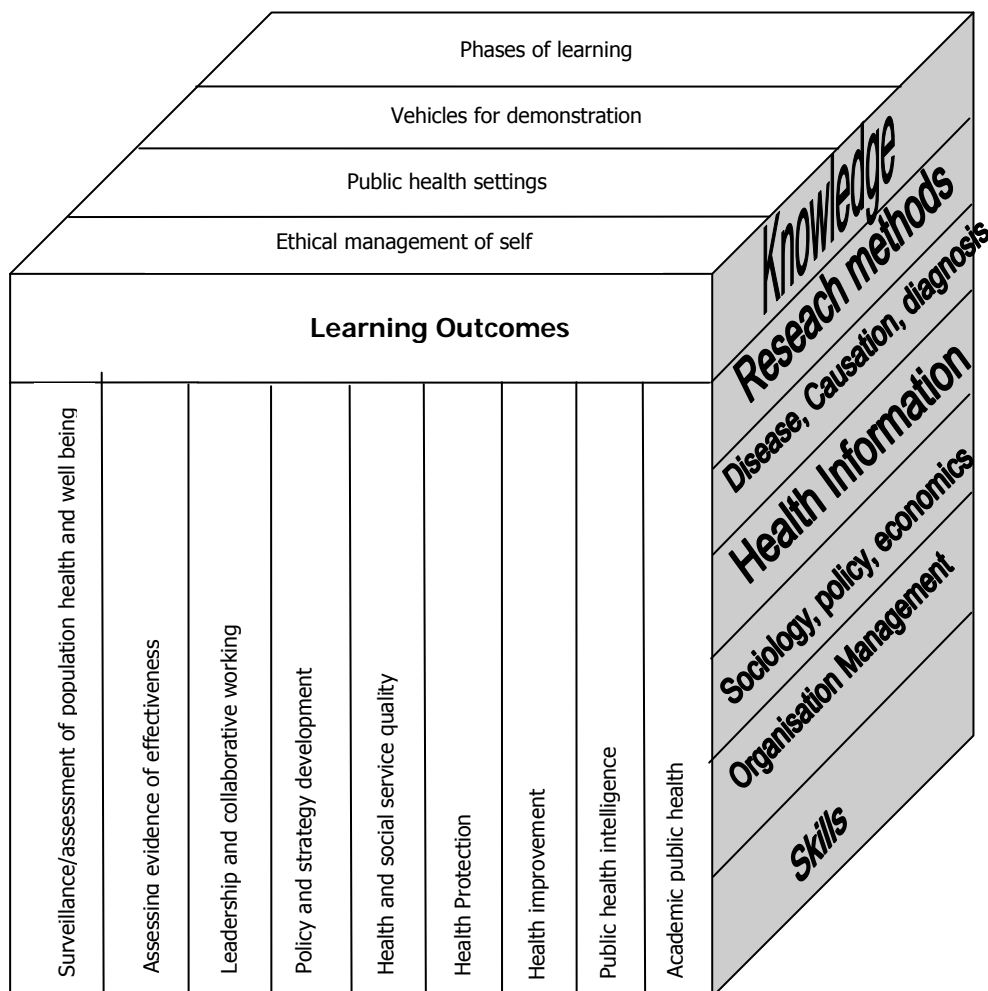 Phases of learning
Vehicles for demonstration
Public health settings
Ethical management of self
Learning Outcomes
Surveillance/assessment of population health and well being
Assessing evidence of effectiveness
Leadership and collaborative working
Policy and strategy development
Health and social service quality
Health Protection
Health improvement
Public health intelligence
Academic public health
Knowledge
Reseach methods
Disease, Causation, diagnosis
Health Information
Sociology, policy, economics
Organisation Management
Skills